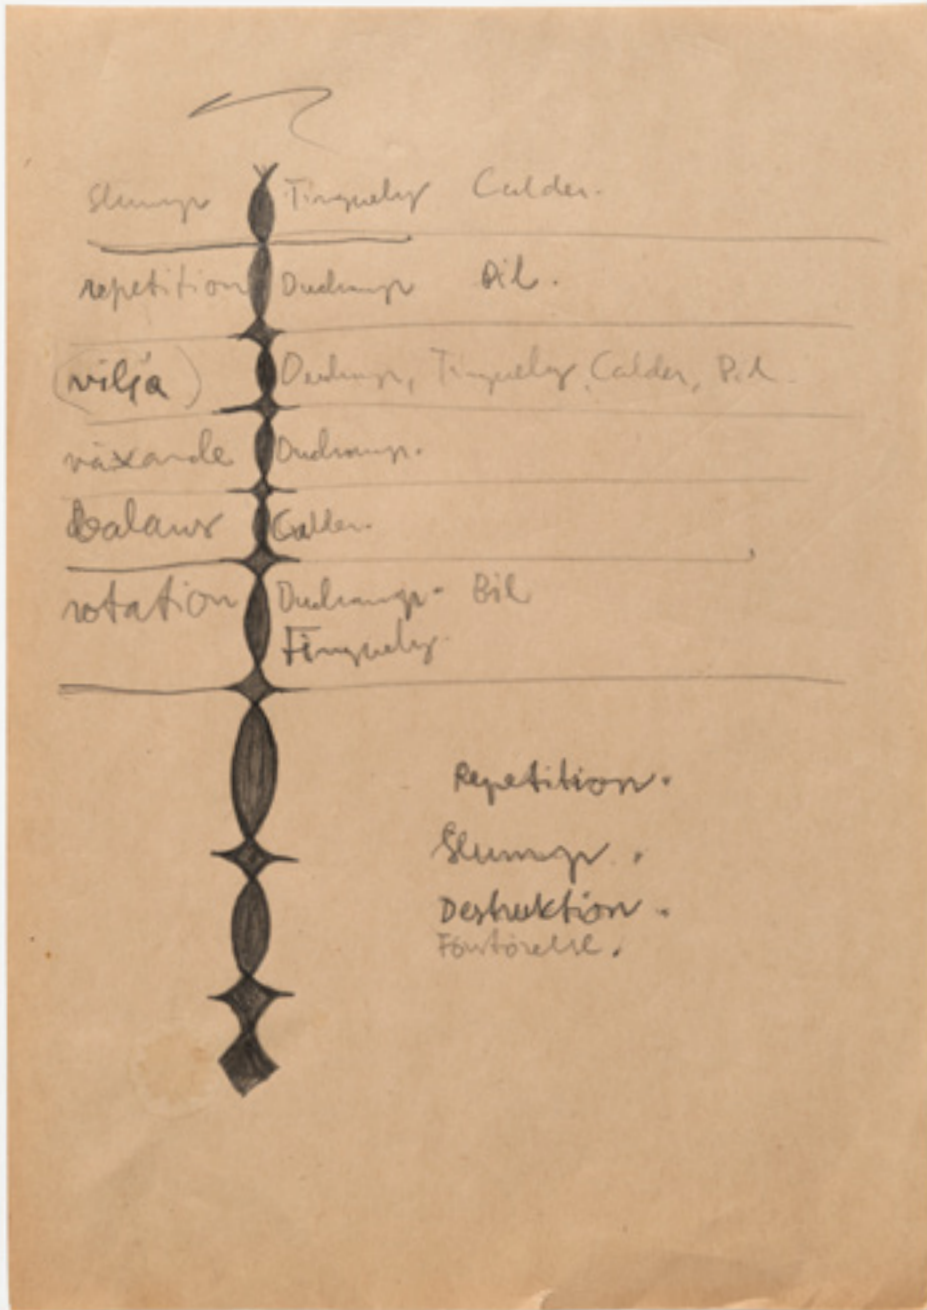 Slump Tinguely Calder.
repetition Duchamp Bil.
vilja Duchamp, Tinguely, Calder, Bil
växande Duchamp.
Balans Calder.
rotation Duchamp. Bil
Tinguely.
Repetition.
Slump.
Destruktion.
Förstörelse.